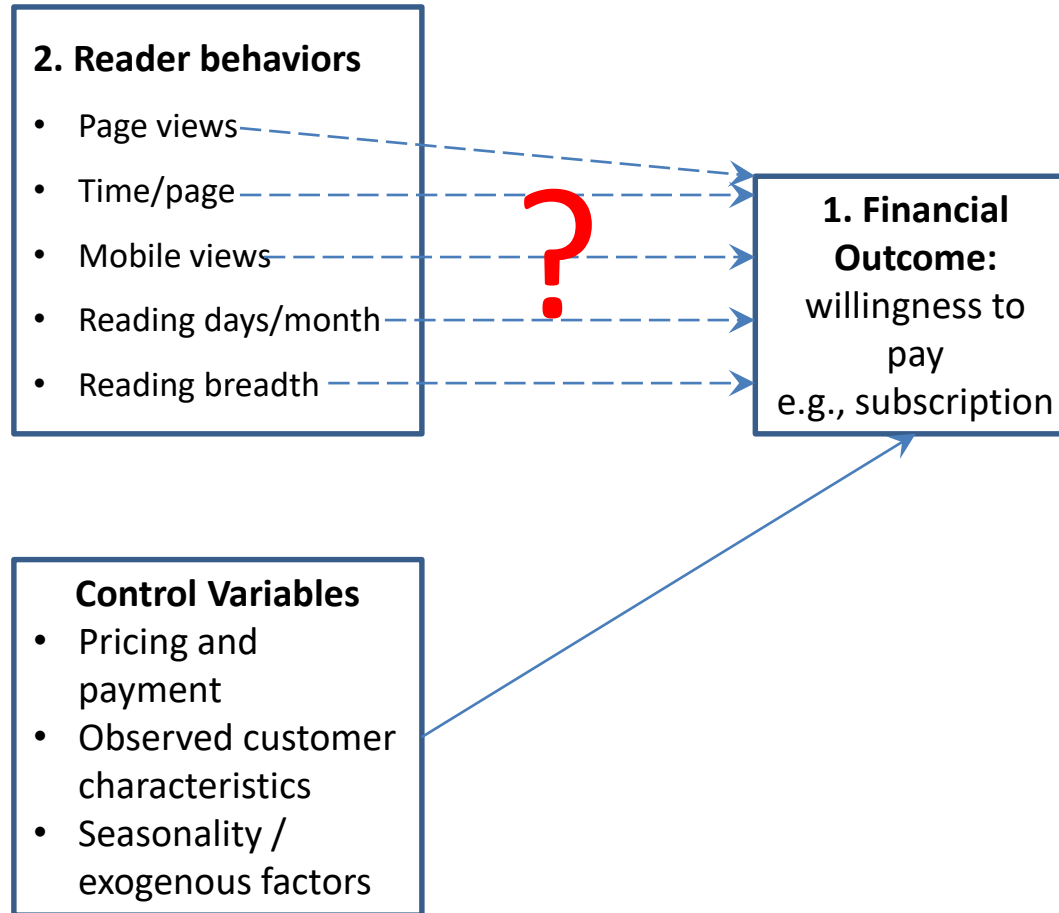 2. Reader behaviors
• Page views
• Time/page
• Mobile views
• Reading days/month
• Reading breadth
?
1. Financial
Outcome:
willingness to
pay
e.g., subscription
Control Variables
• Pricing and
payment
• Observed customer
characteristics
• Seasonality /
exogenous factors